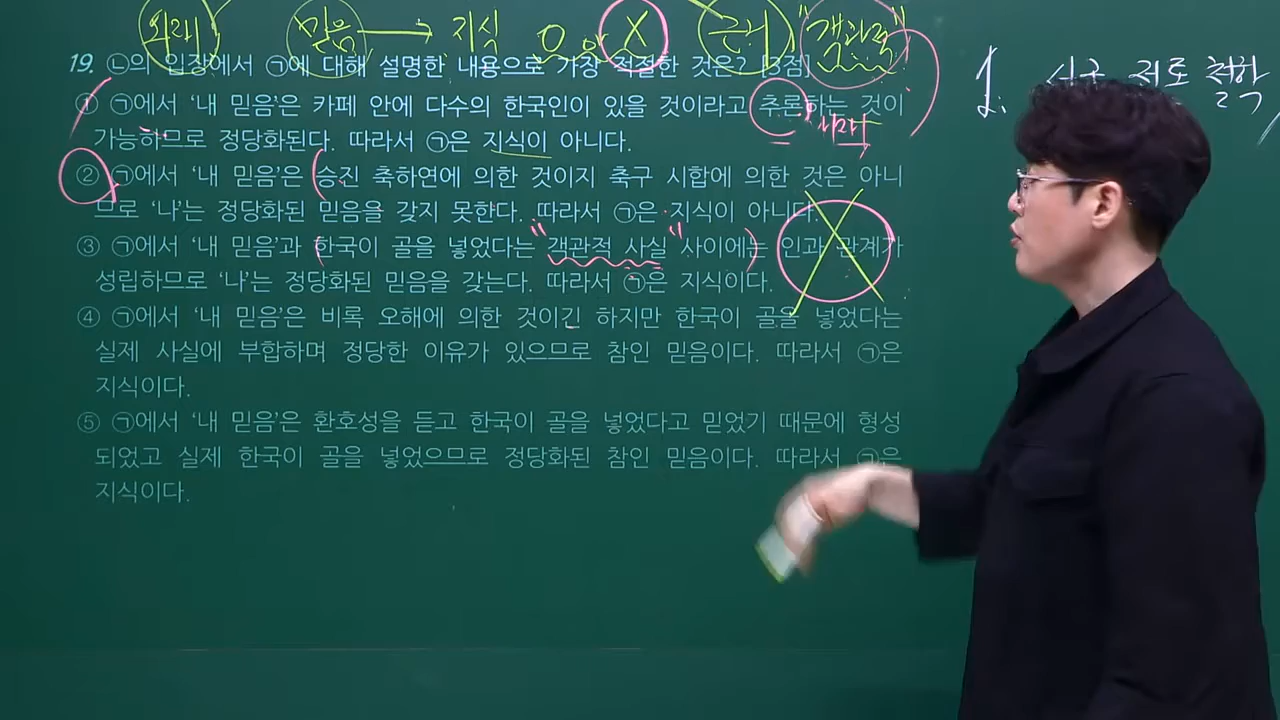 믿음 → 지식 X 근거 "객관적"
19. ㉡의 입장에서 ㉠에 대해 설명한 내용으로 가장 적절한 것은? [3점]
① ㉠에서 '내 믿음'은 카페 안에 다수의 한국인이 있을 것이라고 추론하는 것이
가능하므로 정당화된다. 따라서 ㉠은 지식이 아니다.
② ㉠에서 '내 믿음'은 승진 축하연에 의한 것이지 축구 시합에 의한 것은 아니
므로 '나'는 정당화된 믿음을 갖지 못한다. 따라서 ㉠은 지식이 아니다.
③ ㉠에서 '내 믿음'과 한국이 골을 넣었다는 "객관적 사실" 사이에는 인과 관계가
성립하므로 '나'는 정당화된 믿음을 갖는다. 따라서 ㉠은 지식이다.
④ ㉠에서 '내 믿음'은 비록 오해에 의한 것이긴 하지만 한국이 골을 넣었다는
실제 사실에 부합하며 정당한 이유가 있으므로 참인 믿음이다. 따라서 ㉠은
지식이다.
⑤ ㉠에서 '내 믿음'은 환호성을 듣고 한국이 골을 넣었다고 믿었기 때문에 형성
되었고 실제 한국이 골을 넣었으므로 정당화된 참인 믿음이다. 따라서 ㉠은
지식이다.
1. 철학